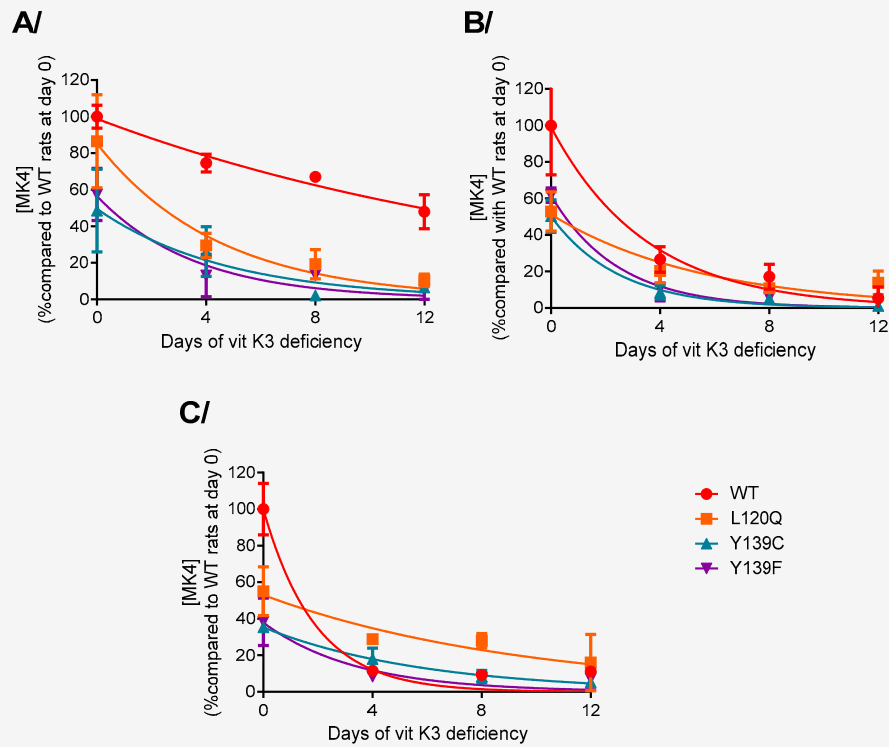 A/
[MK4]
(%compared to WT rats at day 0)
120
100
80
60
40
20
0
0 4 8 12
Days of vit K3 deficiency
B/
[MK4]
(%compared with WT rats at day 0)
120
100
80
60
40
20
0
0 4 8 12
Days of vit K3 deficiency
C/
[MK4]
(%compared to WT rats at day 0)
120
100
80
60
40
20
0
0 4 8 12
Days of vit K3 deficiency
WT
L120Q
Y139C
Y139F